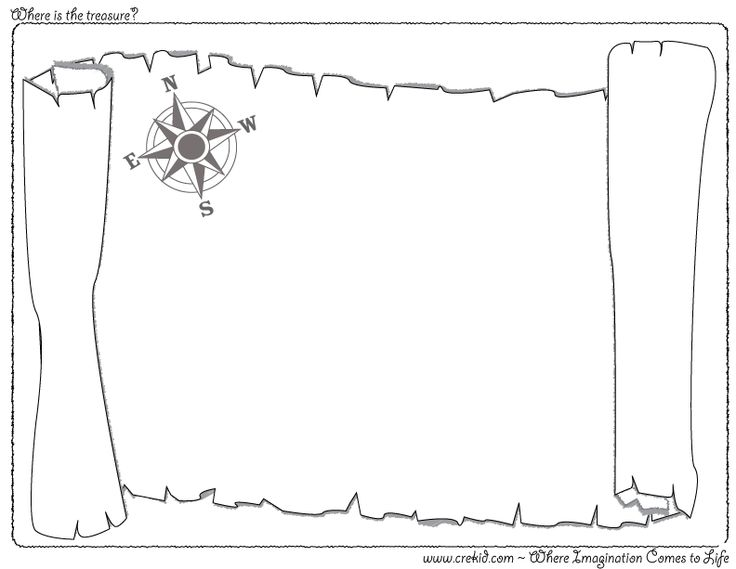 Where is the treasure?
N
W
E
S
www.crekid.com ~ Where Imagination Comes to Life